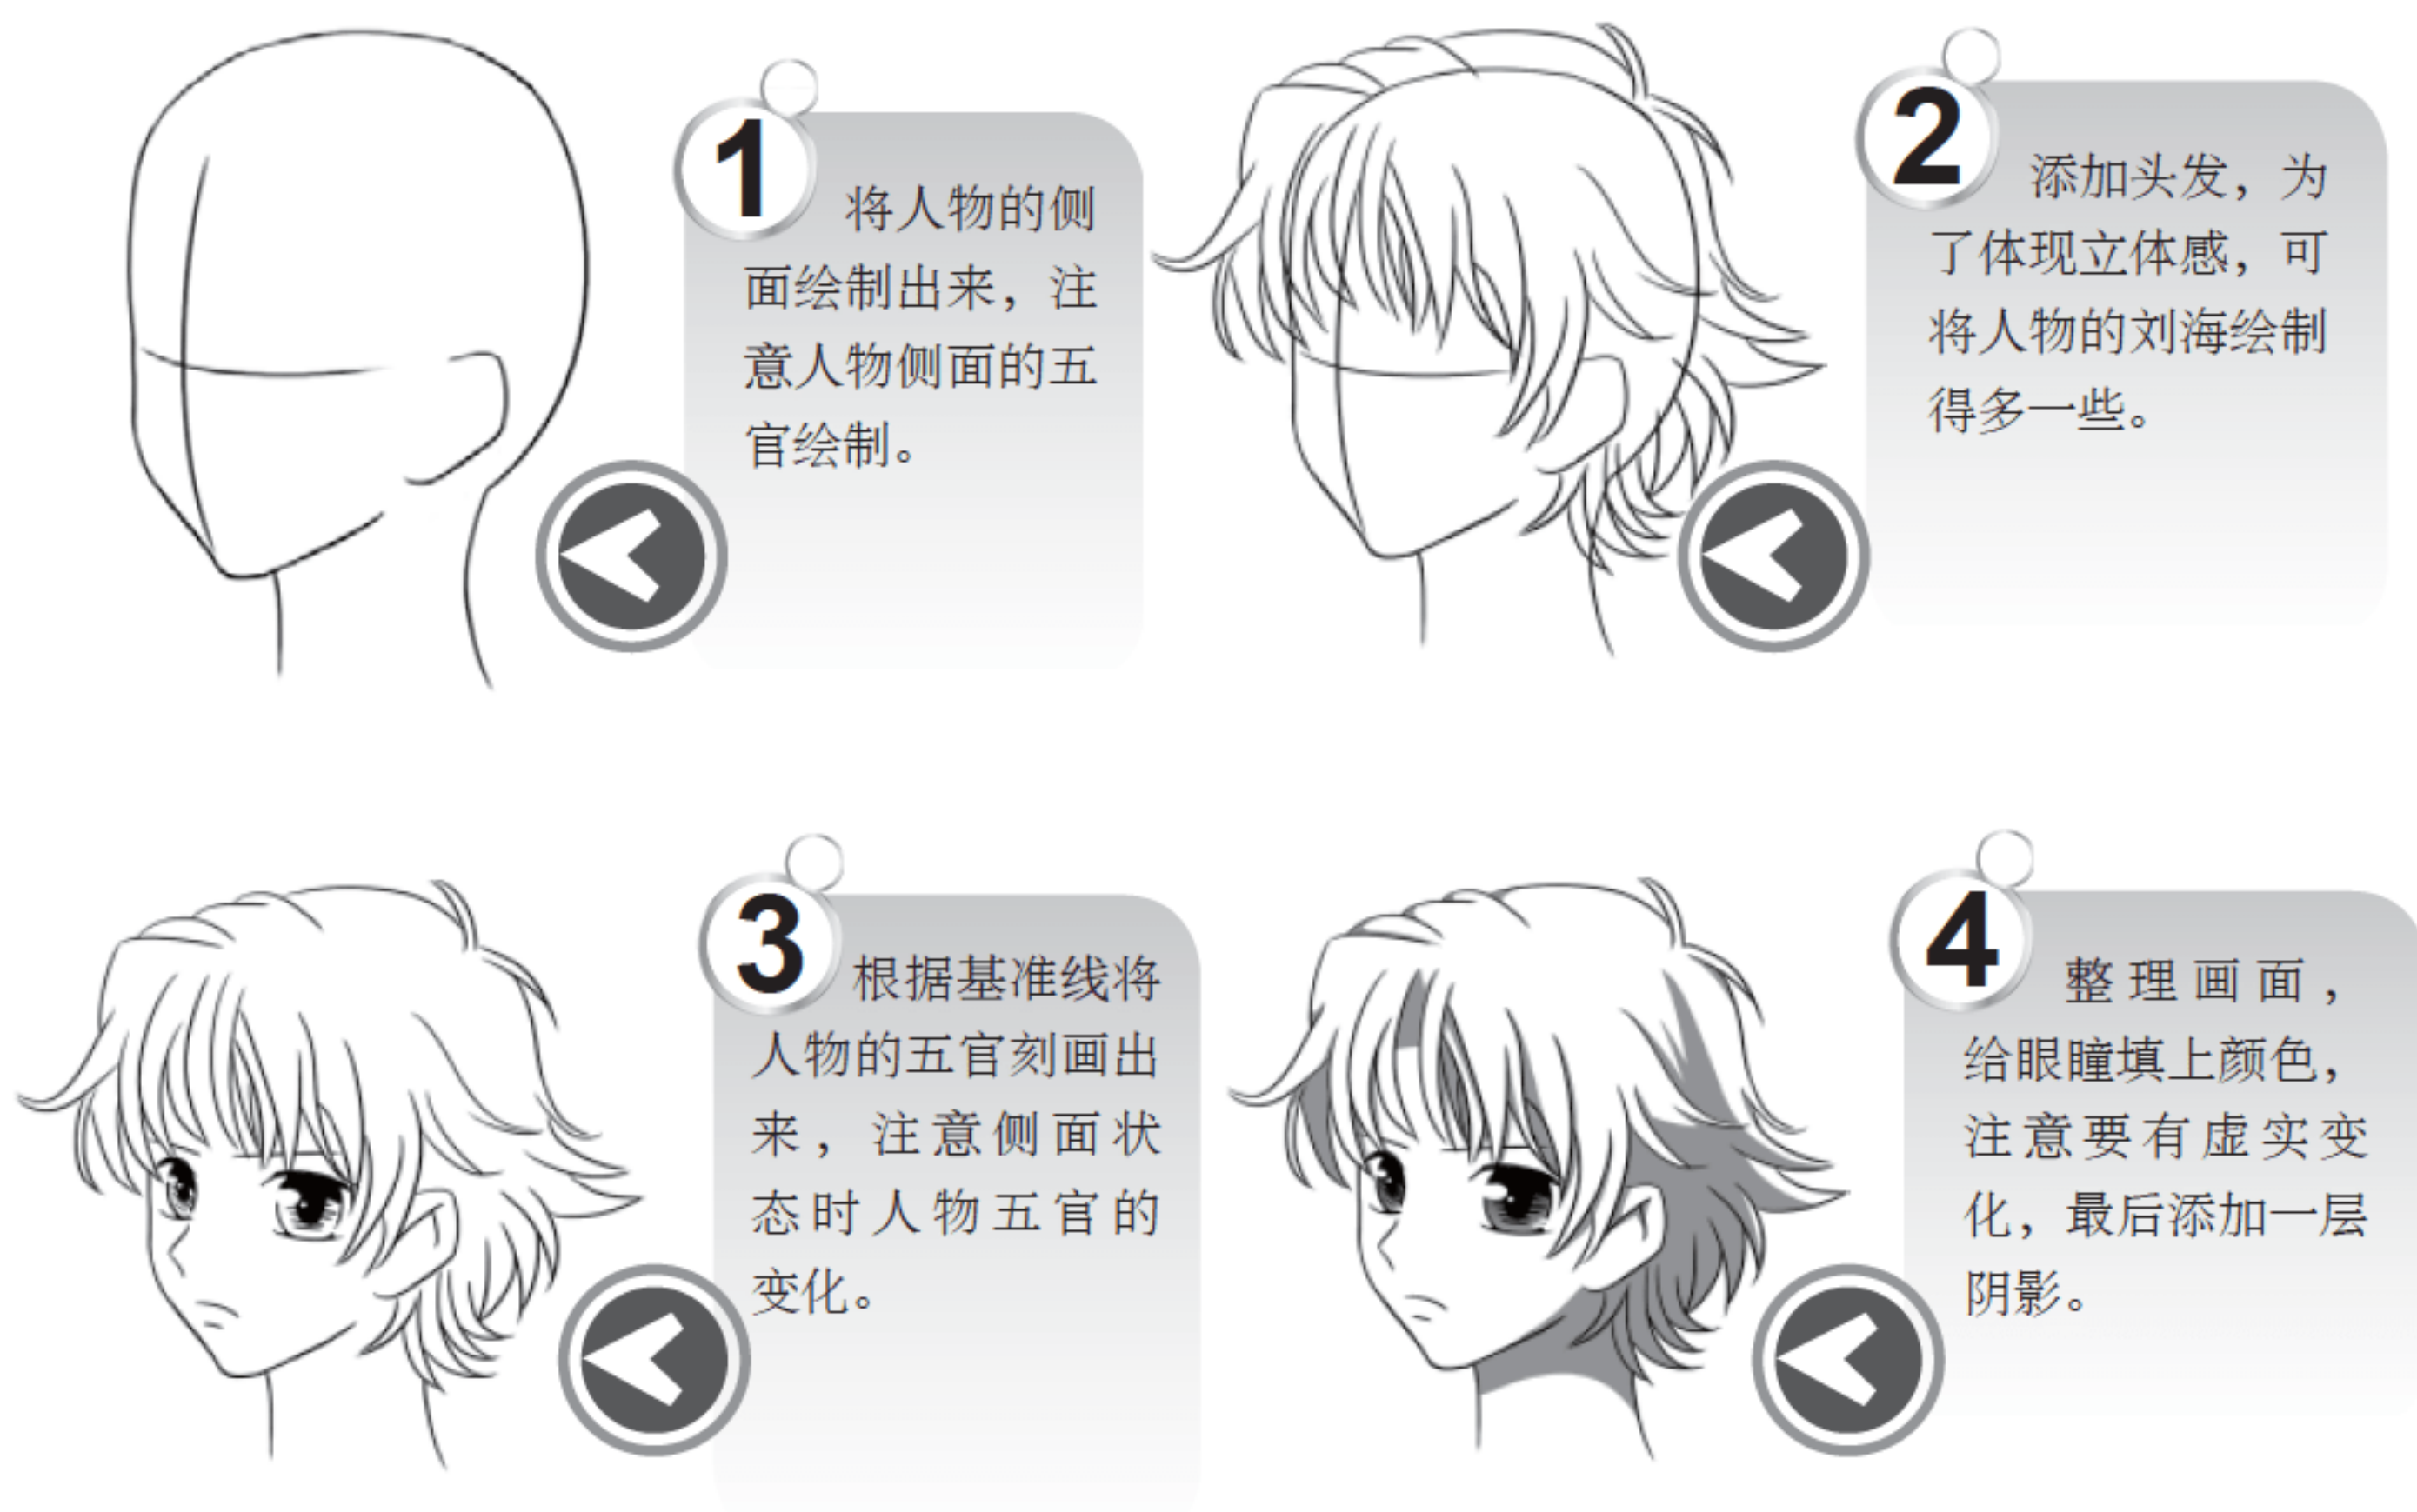 1
将人物的侧
面绘制出来，注
意人物侧面的五
官绘制。
2
添加头发，为
了体现立体感，可
将人物的刘海绘制
得多一些。
3
根据基准线将
人物的五官刻画出
来，注意侧面状
态时人物五官的
变化。
4
整理画面，
给眼瞳填上颜色，
注意要有虚实变
化，最后添加一层
阴影。